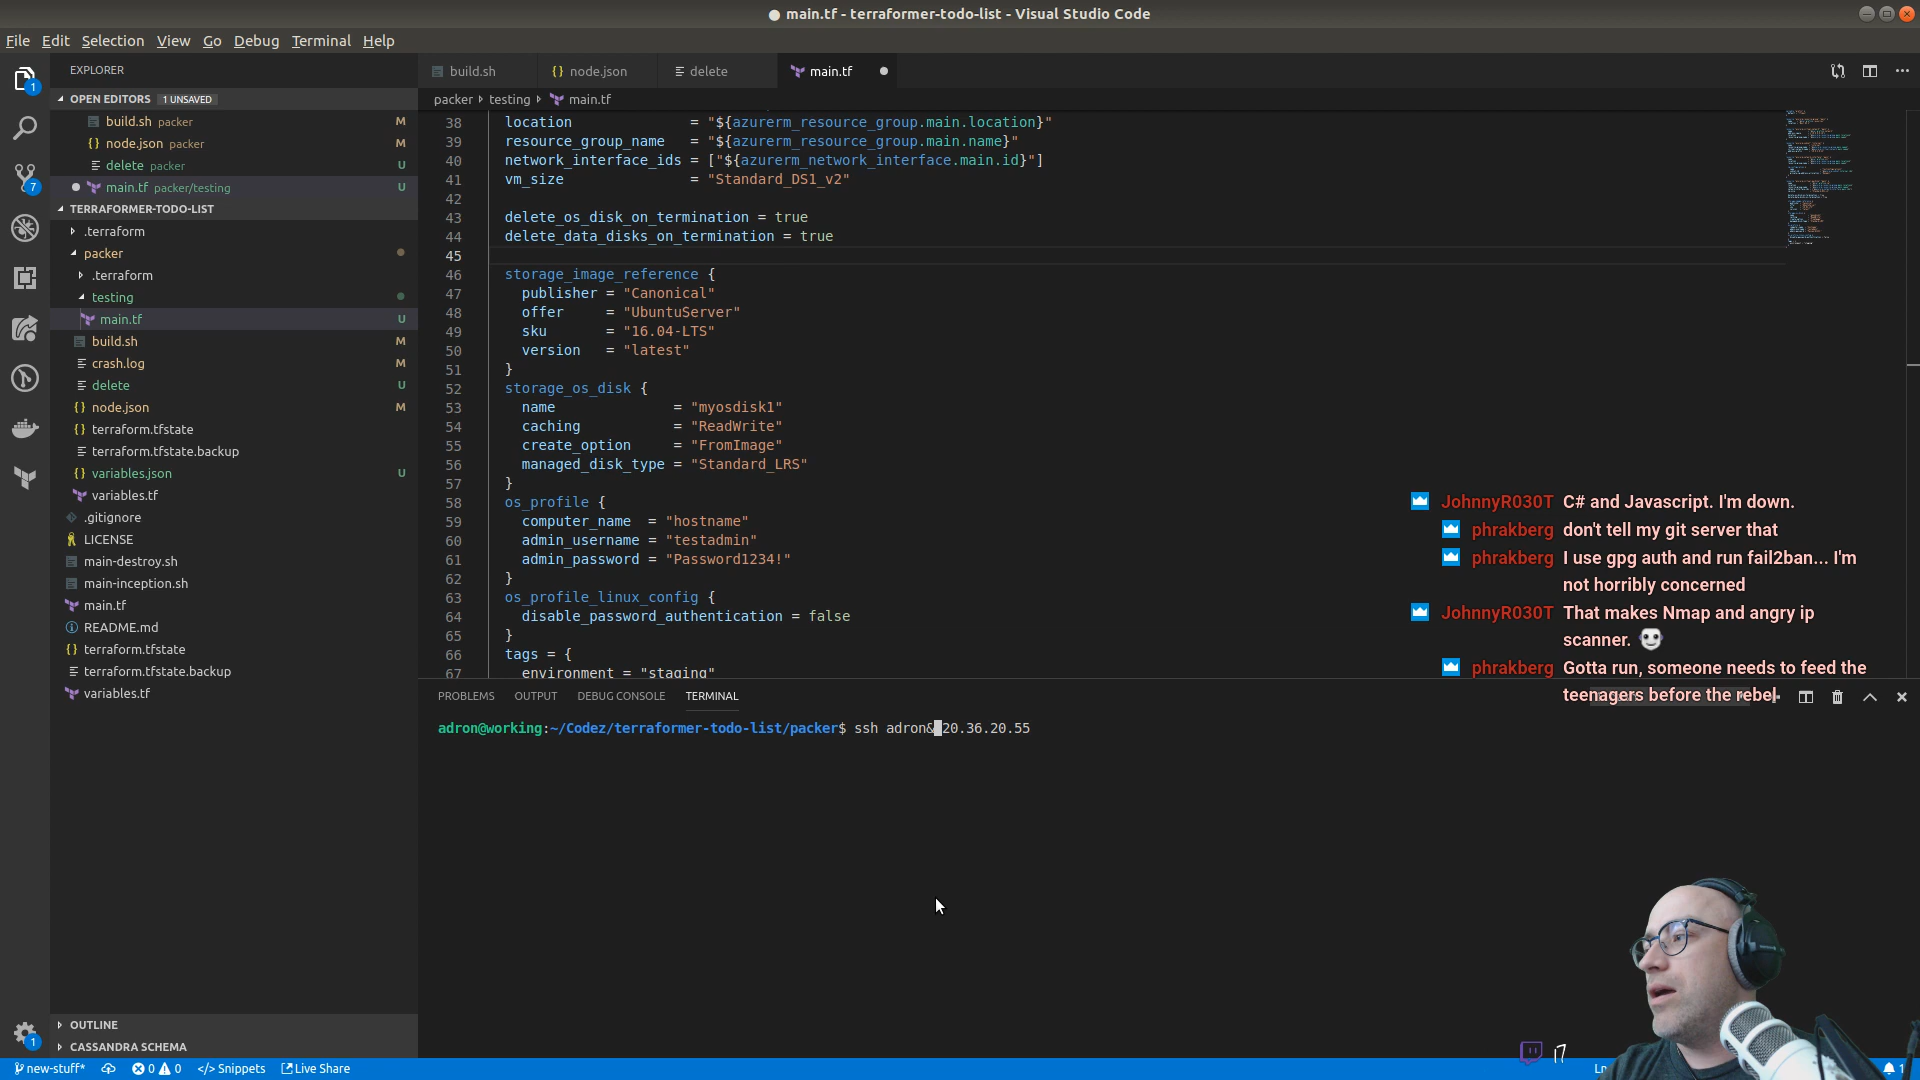 main.tf - terraformer-todo-list - Visual Studio Code
File Edit Selection View Go Debug Terminal Help
EXPLORER
OPEN EDITORS 1 UNSAVED
build.sh packer M
node.json packer M
delete packer U
main.tf packer/testing U
TERRAFORMER-TODO-LIST
.terraform
packer
.terraform
testing
main.tf U
build.sh M
crash.log M
delete U
node.json M
terraform.tfstate
terraform.tfstate.backup
variables.json U
variables.tf
.gitignore
LICENSE
main-destroy.sh
main-inception.sh
main.tf
README.md
terraform.tfstate
terraform.tfstate.backup
variables.tf
OUTLINE
CASSANDRA SCHEMA
1
7
1
build.sh node.json delete main.tf
packer testing main.tf
38 location = "${azurerm_resource_group.main.location}"
39 resource_group_name = "${azurerm_resource_group.main.name}"
40 network_interface_ids = ["${azurerm_network_interface.main.id}"]
41 vm_size = "Standard_DS1_v2"
42
43 delete_os_disk_on_termination = true
44 delete_data_disks_on_termination = true
45
46 storage_image_reference {
47 publisher = "Canonical"
48 offer = "UbuntuServer"
49 sku = "16.04-LTS"
50 version = "latest"
51 }
52 storage_os_disk {
53 name = "myosdisk1"
54 caching = "ReadWrite"
55 create_option = "FromImage"
56 managed_disk_type = "Standard_LRS"
57 }
58 os_profile {
59 computer_name = "hostname"
60 admin_username = "testadmin"
61 admin_password = "Password1234!"
62 }
63 os_profile_linux_config {
64 disable_password_authentication = false
65 }
66 tags = {
67 environment = "staging"
JohnnyR030T C# and Javascript. I'm down.
phrakberg don't tell my git server that
phrakberg I use gpg auth and run fail2ban... I'm
not horribly concerned
JohnnyR030T That makes Nmap and angry ip
scanner.
phrakberg Gotta run, someone needs to feed the
teenagers before the rebel.
PROBLEMS OUTPUT DEBUG CONSOLE TERMINAL
adron@working:~/Codez/terraformer-todo-list/packer$ ssh adron& 20.36.20.55
17
new-stuff* 0 0 </> Snippets Live Share
Ln
1